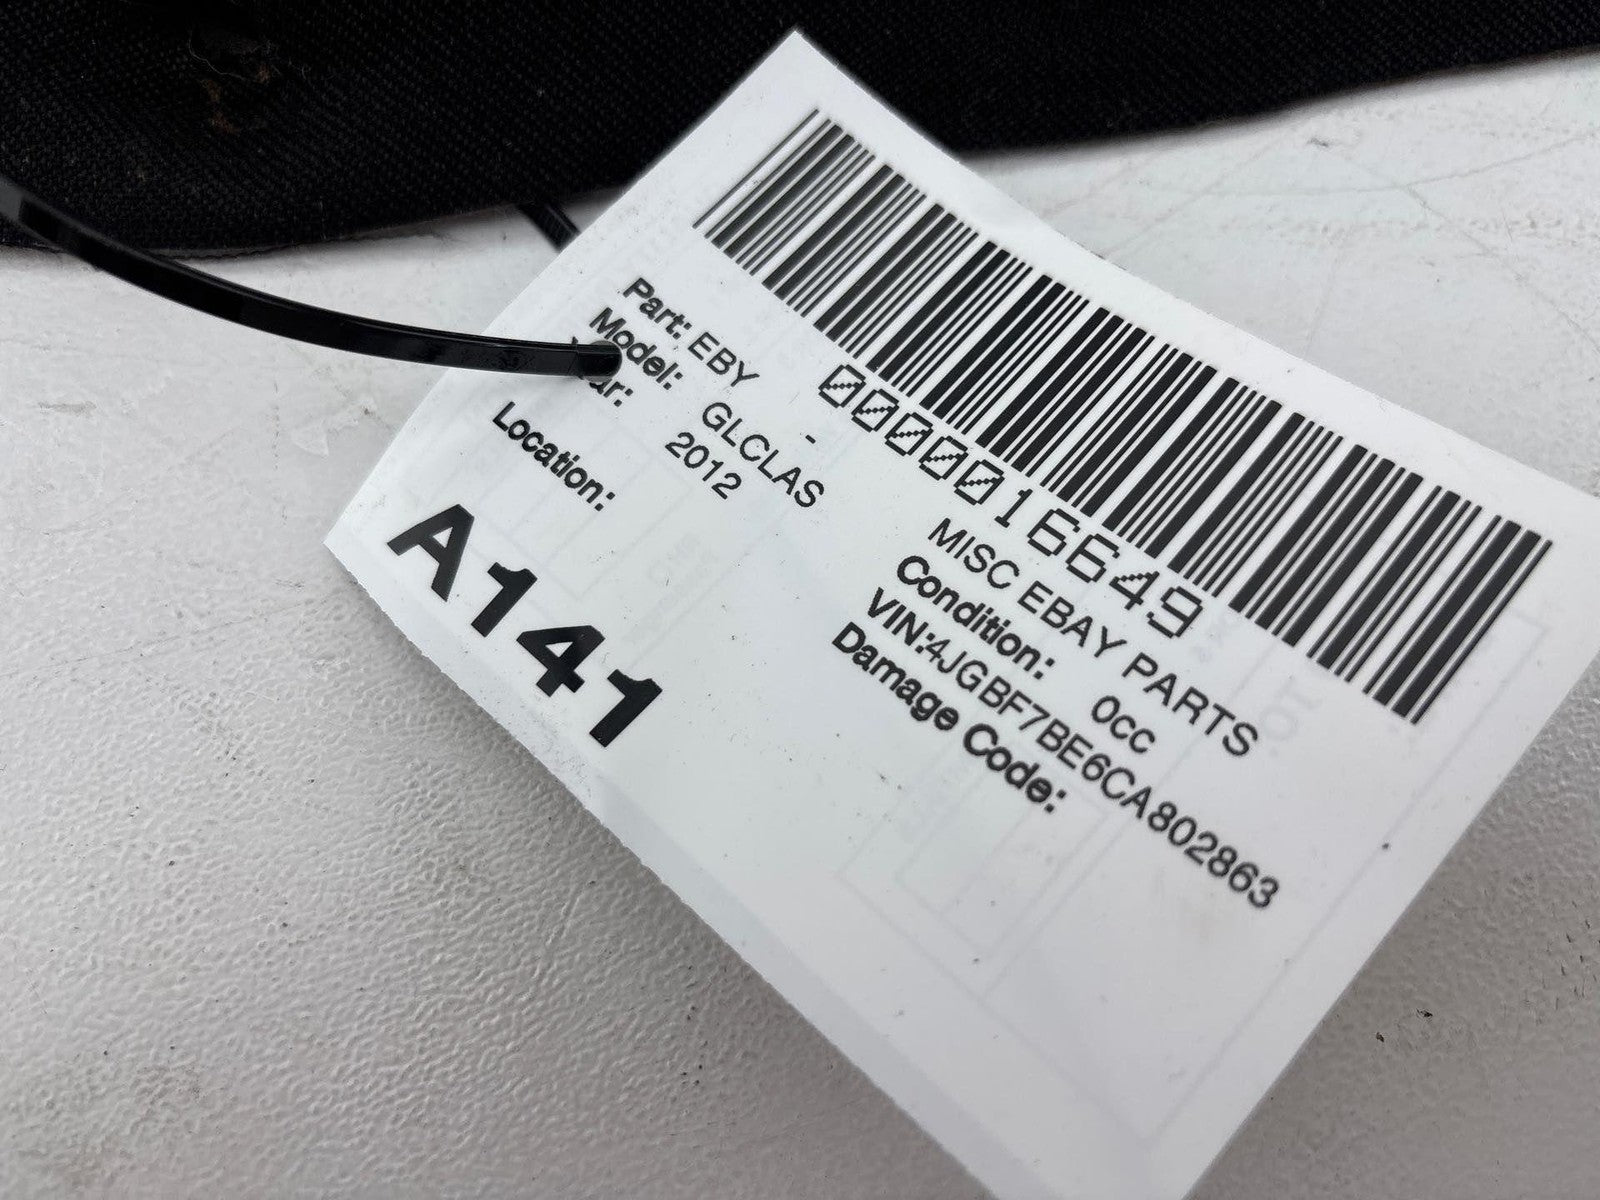 0000016649
Part: EBY - MISC EBAY PARTS
Model: GLCLAS Condition: 0cc
Year: 2012 VIN:4JGBF7BE6CA802863
Damage Code:
Location:
A141